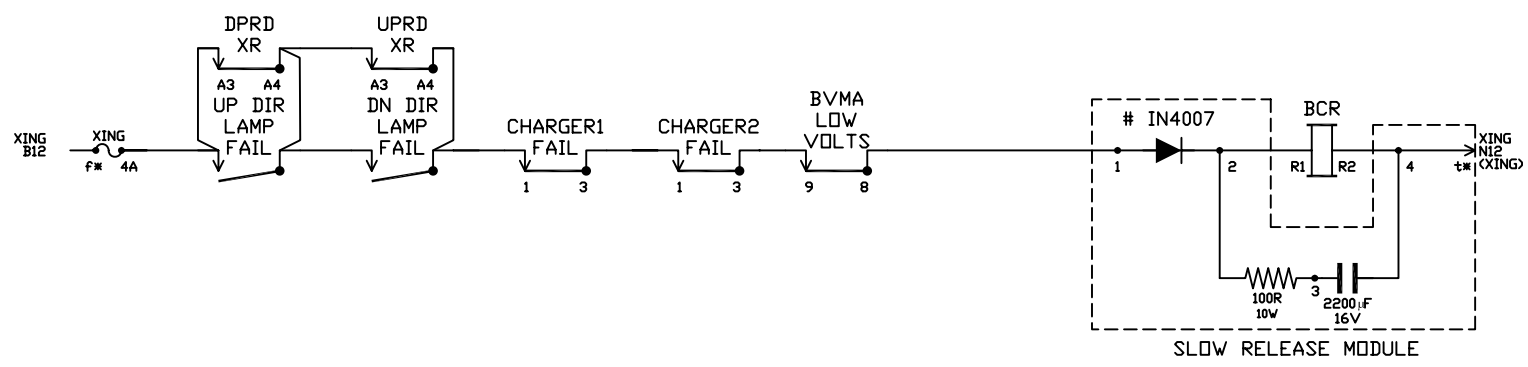 DPRD
XR
UPRD
XR
A3 A4
A3 A4
UP DIR
LAMP
FAIL
DN DIR
LAMP
FAIL
BVMA
LOW
VOLTS
XING
B12
XING
f* 4A
CHARGER1
FAIL
CHARGER2
FAIL
1 3
1 3
9 8
# IN4007
BCR
1
2
R1 R2
4
XING
N12
(XING)
t*
100R
10W
3
2200µF
16V
SLOW RELEASE MODULE